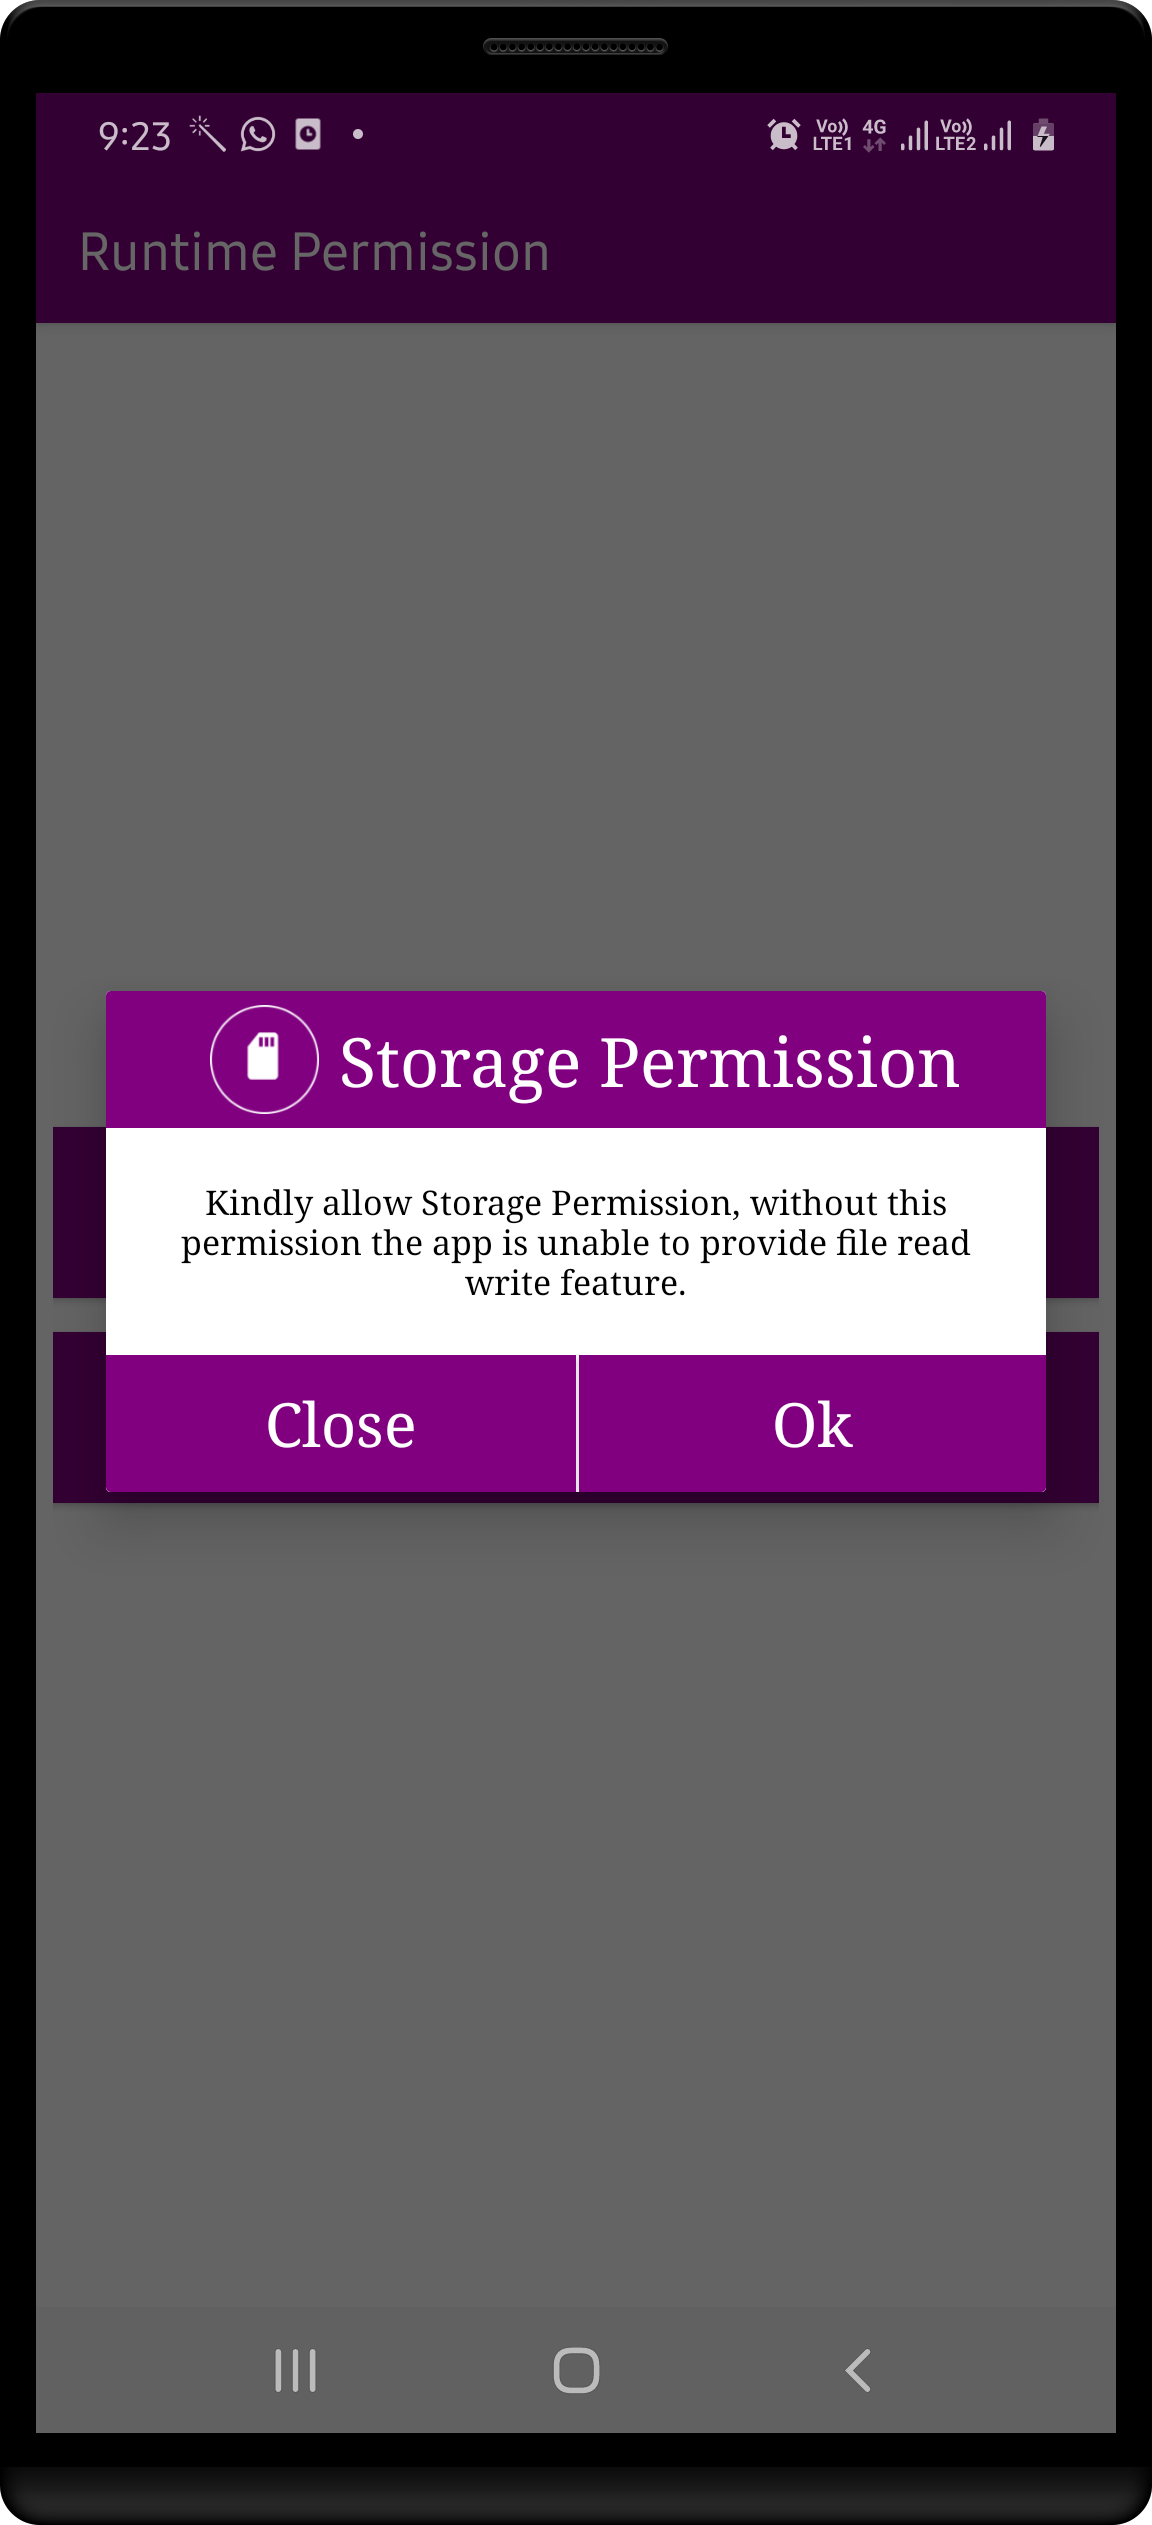 9:23 Vo)) LTE1 4G Vo)) LTE2
Runtime Permission
Storage Permission
Kindly allow Storage Permission, without this
permission the app is unable to provide file read
write feature.
Close Ok